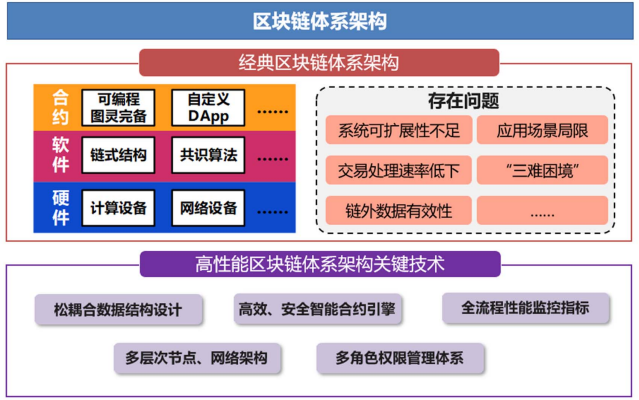 区块链体系架构
经典区块链体系架构
合约
可编程
图灵完备
自定义
DApp
......
软件
链式结构
共识算法
......
硬件
计算设备
网络设备
......
存在问题
系统可扩展性不足
应用场景局限
交易处理速率低下
“三难困境”
链外数据有效性
......
高性能区块链体系架构关键技术
松耦合数据结构设计
高效、安全智能合约引擎
全流程性能监控指标
多层次节点、网络架构
多角色权限管理体系